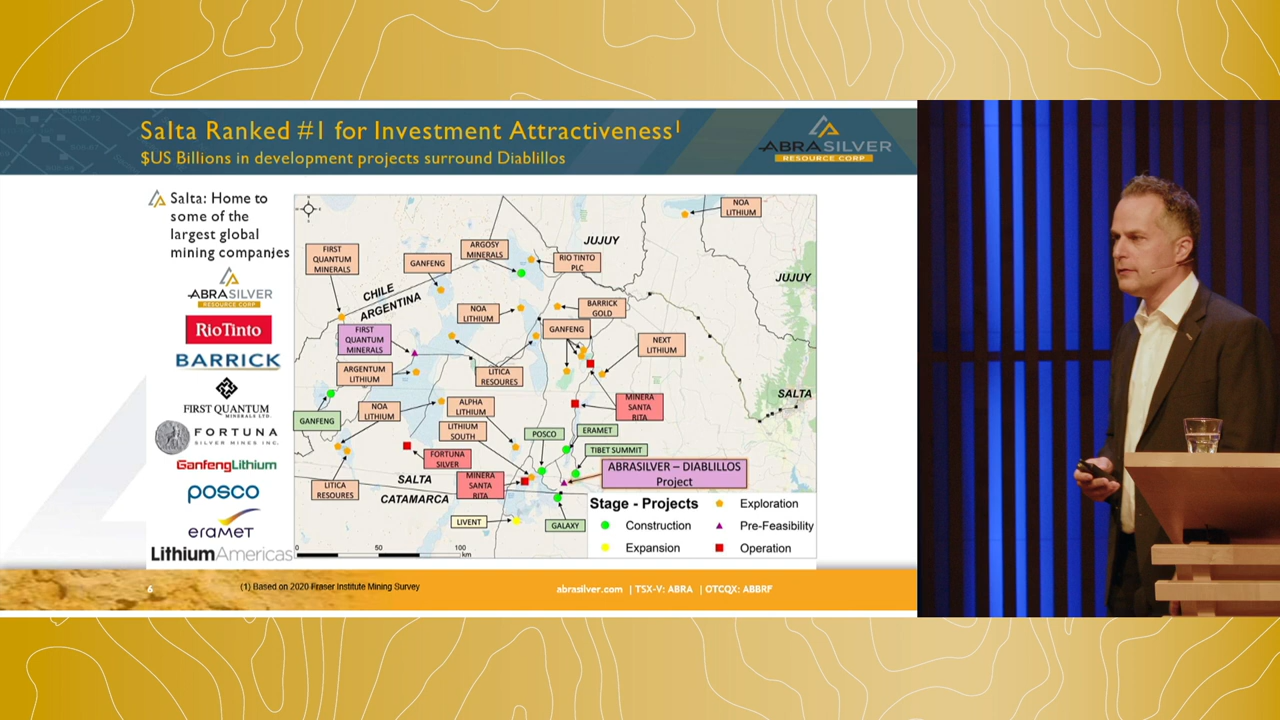 Salta Ranked #1 for Investment Attractiveness1
$US Billions in development projects surround Diablillos
ABRASILVER
RESOURCE CORP
Salta: Home to
some of the
largest global
mining companies
ABRASILVER
RESOURCE CORP
RioTinto
BARRICK
FIRST QUANTUM
MINERALS LTD.
FORTUNA
SILVER MINES INC.
GanfengLithium
posco
eramet
LithiumAmericas
NOA
LITHIUM
JUJUY
ARGOSY
MINERALS
FIRST
QUANTUM
MINERALS
GANFENG
RIO TINTO
PLC
JUJUY
CHILE
ARGENTINA
NOA
LITHIUM
BARRICK
GOLD
FIRST
QUANTUM
MINERALS
GANFENG
NEXT
LITHIUM
ARGENTUM
LITHIUM
LITICA
RESOURES
SALTA
GANFENG
NOA
LITHIUM
ALPHA
LITHIUM
MINERA
SANTA
RITA
LITHIUM
SOUTH
POSCO
ERAMET
TIBET SUMMIT
FORTUNA
SILVER
ABRASILVER – DIABLILLOS
Project
SALTA
CATAMARCA
MINERA
SANTA
RITA
LITICA
RESOURES
LIVENT
GALAXY
Stage - Projects
Exploration
Construction
Pre-Feasibility
Expansion
Operation
0 50 100
km
6
(1) Based on 2020 Fraser Institute Mining Survey
abrasilver.com | TSX-V: ABRA | OTCQX: ABBRF